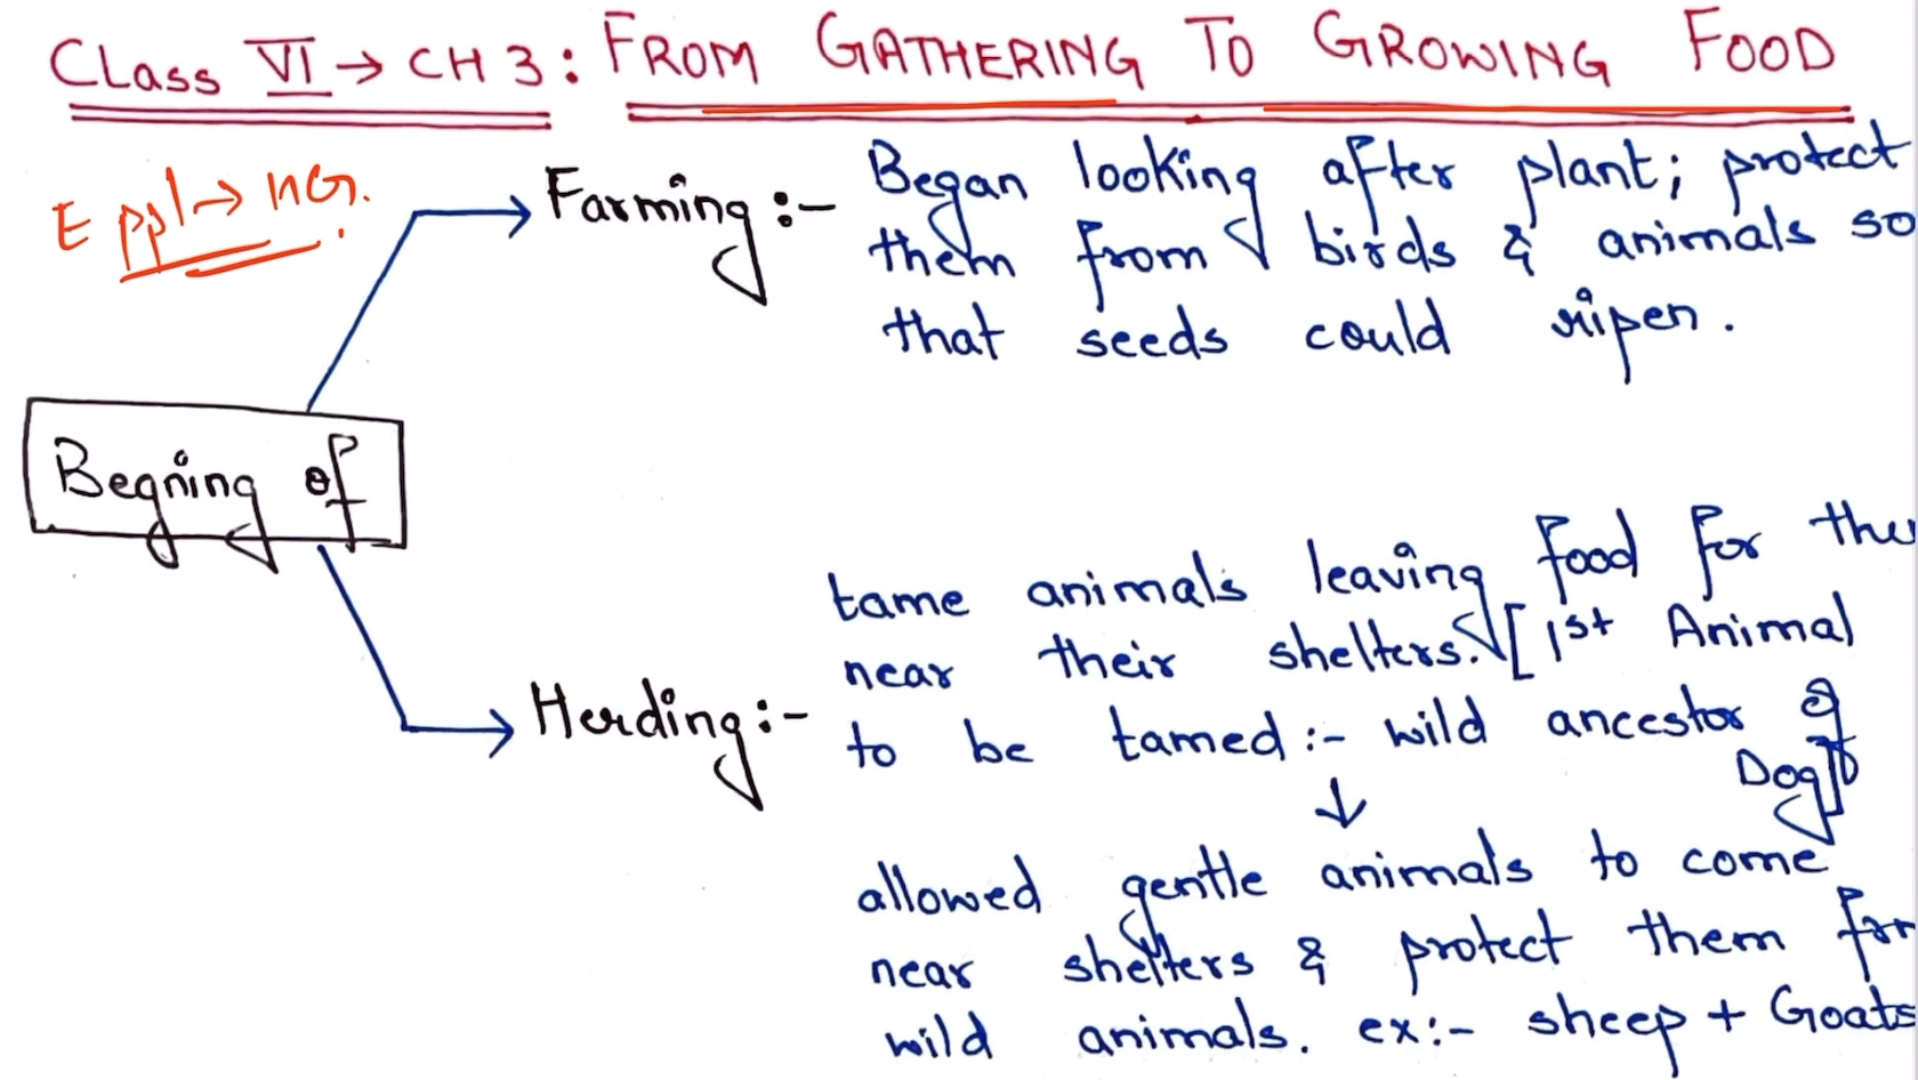 CLass VI → CH 3: FROM GATHERING TO GROWING FOOD
E ppl → HG.
Farming :- Began looking after plant; protect
them from birds & animals so
that seeds could ripen.
Begning of
tame animals leaving food for the
near their shelters. [1st Animal
Herding :- to be tamed :- wild ancestor of
Dog]
↓
allowed gentle animals to come
near shelters & protect them
wild animals. ex:- sheep + Goats